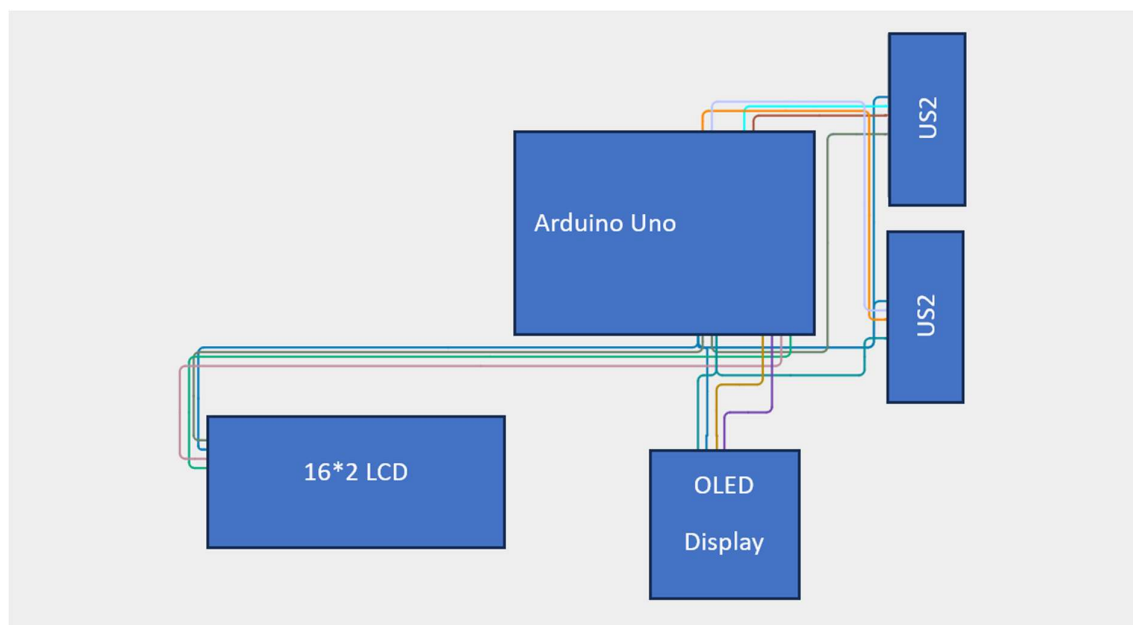 US2
Arduino Uno
US2
16*2 LCD
OLED
Display